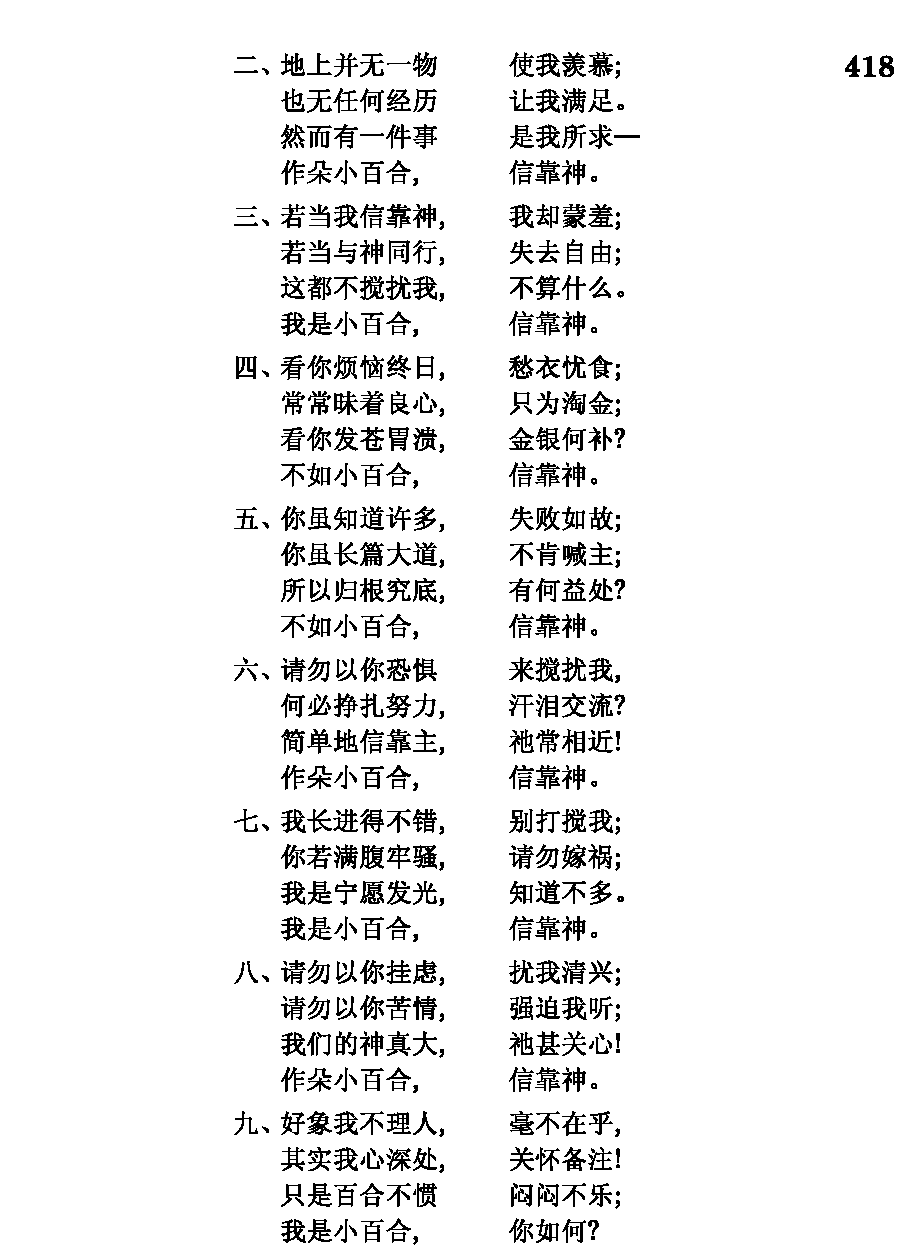 418
二、地上并无一物 使我羡慕;
也无任何经历 让我满足。
然而有一件事 是我所求—
作朵小百合, 信靠神。
三、若当我信靠神, 我却蒙羞;
若当与神同行, 失去自由;
这都不搅扰我, 不算什么。
我是小百合, 信靠神。
四、看你烦恼终日, 愁衣忧食;
常常昧着良心, 只为淘金;
看你发苍胃溃, 金银何补?
不如小百合, 信靠神。
五、你虽知道许多, 失败如故;
你虽长篇大道, 不肯喊主;
所以归根究底, 有何益处?
不如小百合, 信靠神。
六、请勿以你恐惧 来搅扰我,
何必挣扎努力, 汗泪交流?
简单地信靠主, 祂常相近!
作朵小百合, 信靠神。
七、我长进得不错, 别打搅我;
你若满腹牢骚, 请勿嫁祸;
我是宁愿发光, 知道不多。
我是小百合, 信靠神。
八、请勿以你挂虑, 扰我清兴;
请勿以你苦情, 强迫我听;
我们的神真大, 祂甚关心!
作朵小百合, 信靠神。
九、好象我不理人, 毫不在乎,
其实我心深处, 关怀备注!
只是百合不惯 闷闷不乐;
我是小百合, 你如何?